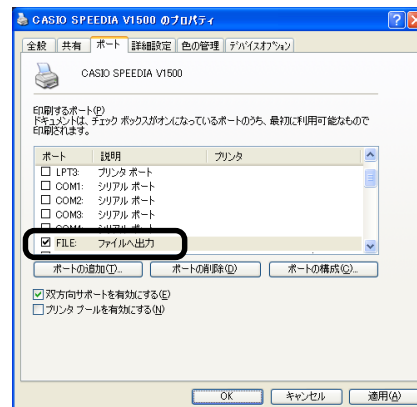 CASIO SPEEDIA V1500 のプロパティ
全般 共有 ポート 詳細設定 色の管理 デバイスオプション
CASIO SPEEDIA V1500
印刷するポート(P)
ドキュメントは、チェック ボックスがオンになっているポートのうち、最初に利用可能なもので
印刷されます。
ポート 説明 プリンタ
LPT3: プリンタ ポート
COM1: シリアル ポート
COM2: シリアル ポート
COM3: シリアル ポート
COM4: シリアル ポート
FILE: ファイルへ出力
ポートの追加(T)... ポートの削除(D) ポートの構成(C)...
双方向サポートを有効にする(E)
プリンタ プールを有効にする(N)
OK キャンセル 適用(A)